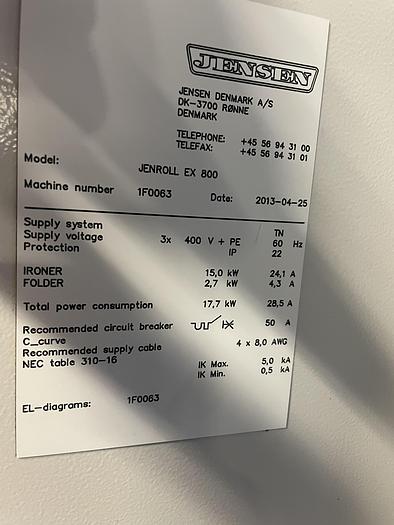 JENSEN
JENSEN DENMARK A/S
DK-3700 RØNNE
DENMARK
TELEPHONE: +45 56 94 31 00
TELEFAX: +45 56 94 31 01
Model: JENROLL EX 800
Machine number 1F0063 Date: 2013-04-25
Supply system TN
Supply voltage 3x 400 V + PE 60 Hz
Protection IP 22
IRONER 15,0 kW 24,1 A
FOLDER 2,7 kW 4,3 A
Total power consumption 17,7 kW 28,5 A
Recommended circuit breaker 50 A
C_curve
Recommended supply cable 4 x 8,0 AWG
NEC table 310-16
IK Max. 5,0 kA
IK Min. 0,5 kA
EL-diagrams: 1F0063